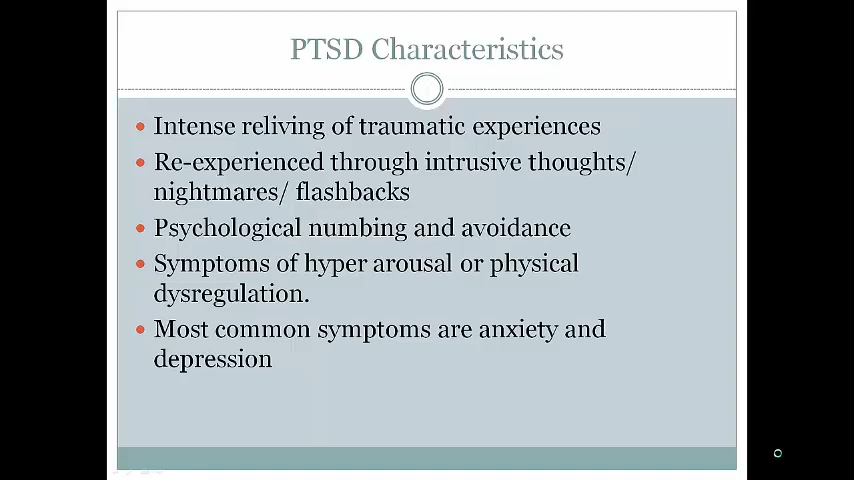 PTSD Characteristics
Intense reliving of traumatic experiences
Re-experienced through intrusive thoughts/
nightmares/ flashbacks
Psychological numbing and avoidance
Symptoms of hyper arousal or physical
dysregulation.
Most common symptoms are anxiety and
depression